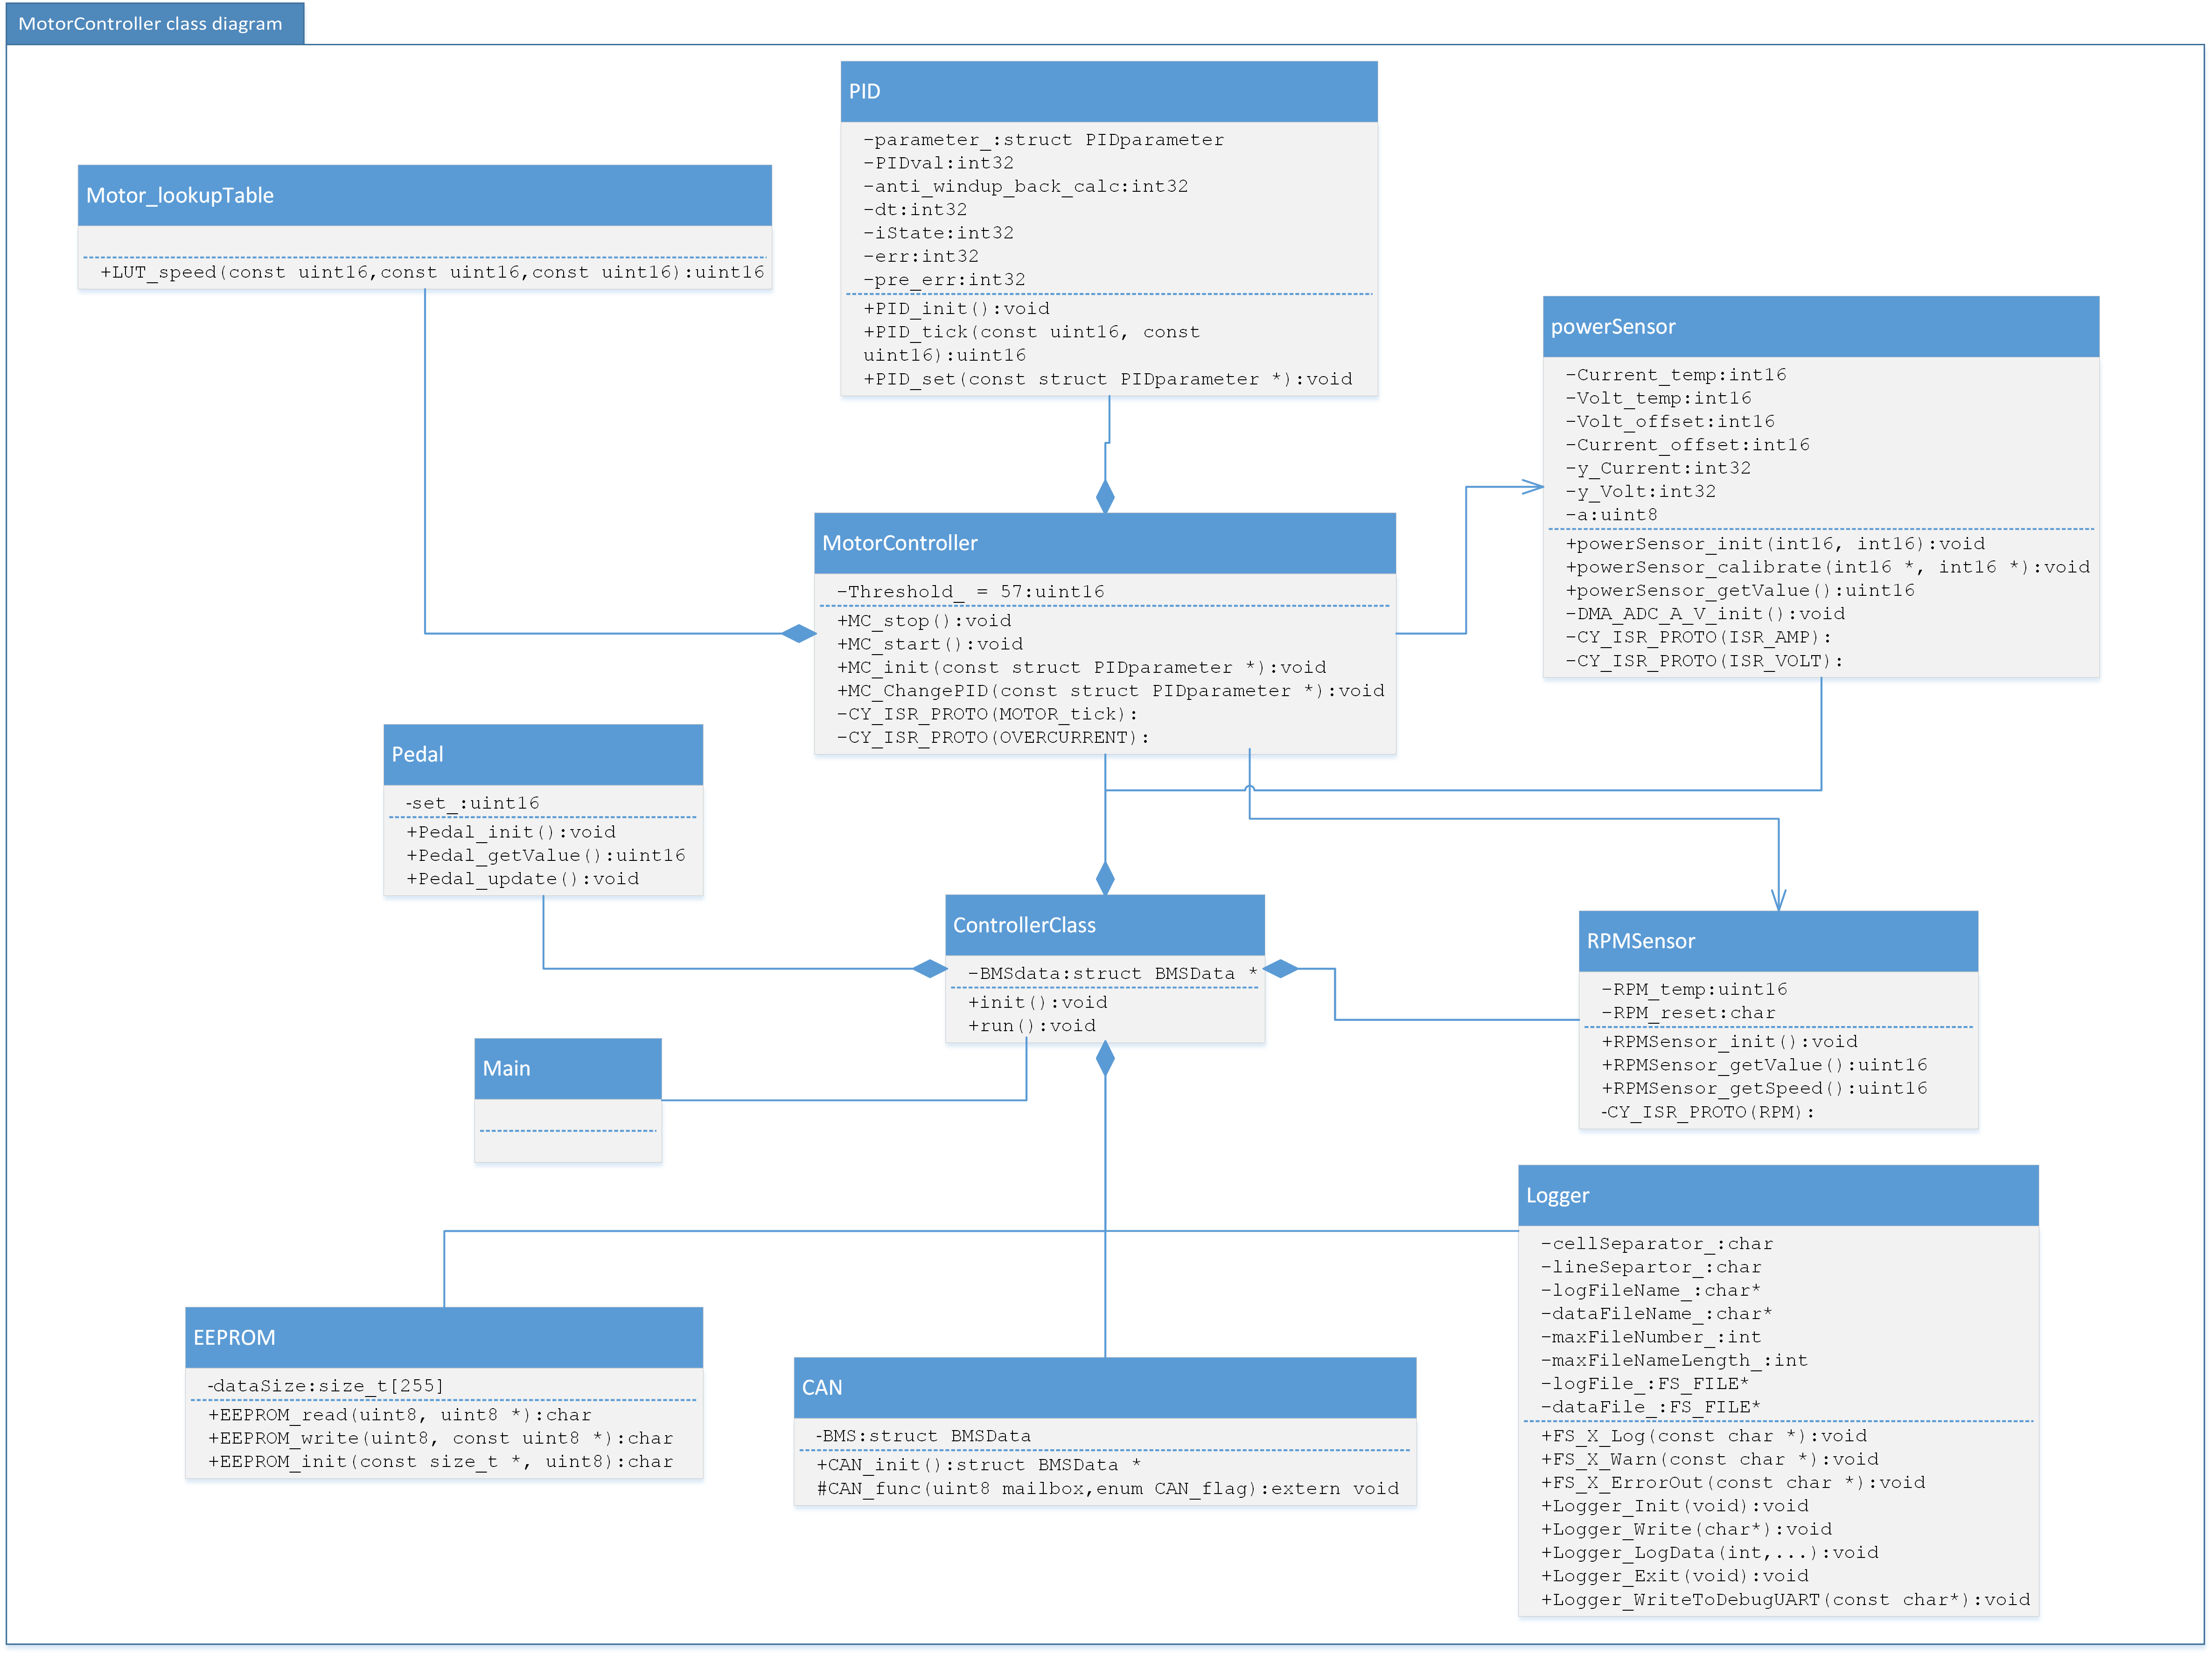 MotorController class diagram
PID
-parameter_:struct PIDparameter
-PIDval:int32
-anti_windup_back_calc:int32
-dt:int32
-iState:int32
-err:int32
-pre_err:int32
+PID_init():void
+PID_tick(const uint16, const
uint16):uint16
+PID_set(const struct PIDparameter *):void
Motor_lookupTable
+LUT_speed(const uint16,const uint16,const uint16):uint16
powerSensor
-Current_temp:int16
-Volt_temp:int16
-Volt_offset:int16
-Current_offset:int16
-y_Current:int32
-y_Volt:int32
-a:uint8
+powerSensor_init(int16, int16):void
+powerSensor_calibrate(int16 *, int16 *):void
+powerSensor_getValue():uint16
-DMA_ADC_A_V_init():void
-CY_ISR_PROTO(ISR_AMP):
-CY_ISR_PROTO(ISR_VOLT):
MotorController
-Threshold_ = 57:uint16
+MC_stop():void
+MC_start():void
+MC_init(const struct PIDparameter *):void
+MC_ChangePID(const struct PIDparameter *):void
-CY_ISR_PROTO(MOTOR_tick):
-CY_ISR_PROTO(OVERCURRENT):
Pedal
-set_:uint16
+Pedal_init():void
+Pedal_getValue():uint16
+Pedal_update():void
ControllerClass
-BMSdata:struct BMSData *
+init():void
+run():void
RPMSensor
-RPM_temp:uint16
-RPM_reset:char
+RPMSensor_init():void
+RPMSensor_getValue():uint16
+RPMSensor_getSpeed():uint16
-CY_ISR_PROTO(RPM):
Main
Logger
-cellSeparator_:char
-lineSepartor_:char
-logFileName_:char*
-dataFileName_:char*
-maxFileNumber_:int
-maxFileNameLength_:int
-logFile_:FS_FILE*
-dataFile_:FS_FILE*
+FS_X_Log(const char *):void
+FS_X_Warn(const char *):void
+FS_X_ErrorOut(const char *):void
+Logger_Init(void):void
+Logger_Write(char*):void
+Logger_LogData(int,...):void
+Logger_Exit(void):void
+Logger_WriteToDebugUART(const char*):void
EEPROM
-dataSize:size_t[255]
+EEPROM_read(uint8, uint8 *):char
+EEPROM_write(uint8, const uint8 *):char
+EEPROM_init(const size_t *, uint8):char
CAN
-BMS:struct BMSData
+CAN_init():struct BMSData *
#CAN_func(uint8 mailbox,enum CAN_flag):extern void